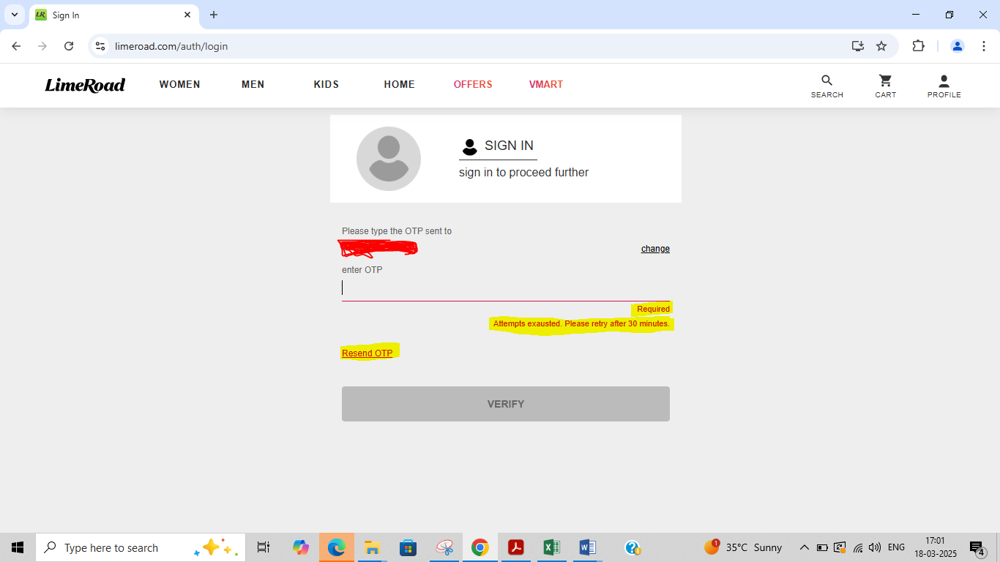 Sign In
limeroad.com/auth/login
LimeRoad WOMEN MEN KIDS HOME OFFERS VMART SEARCH CART PROFILE
SIGN IN
sign in to proceed further
Please type the OTP sent to
change
enter OTP
Required
Attempts exausted. Please retry after 30 minutes.
Resend OTP
VERIFY
Type here to search
1
35°C Sunny
ENG
17:01
18-03-2025
4